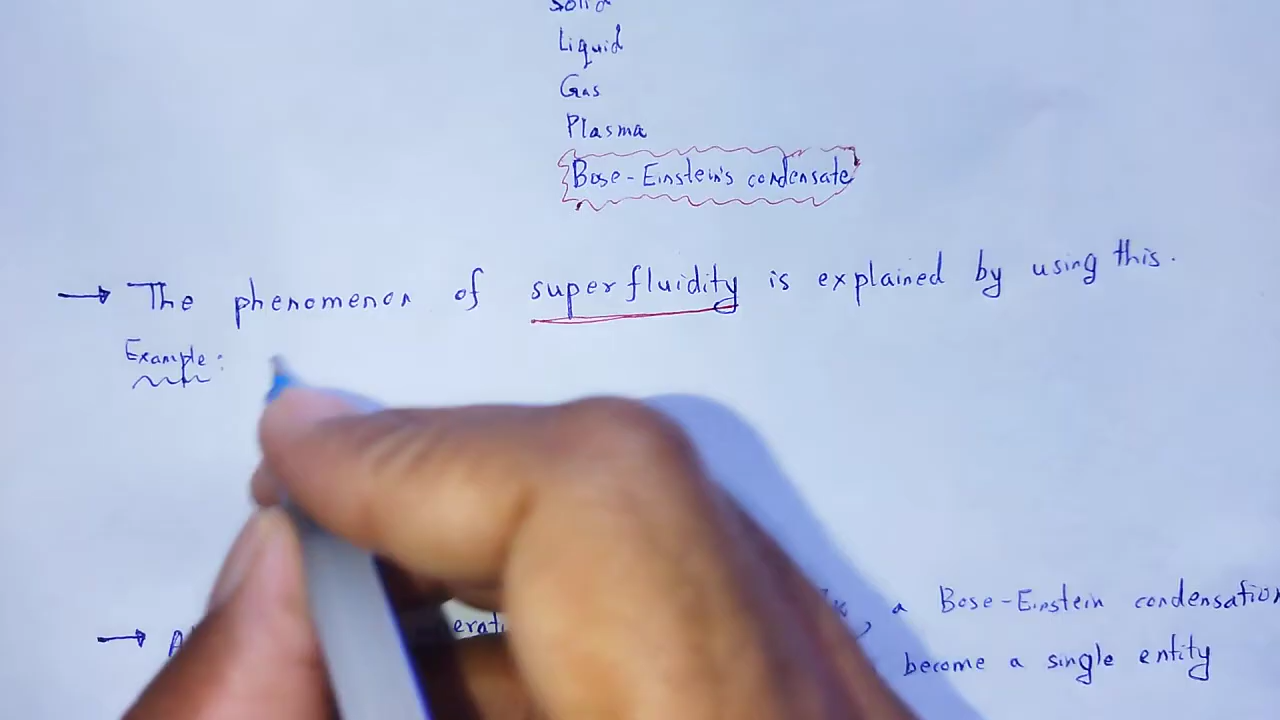 Solid
Liquid
Gas
Plasma
Bose-Einstein's condensate
→ The phenomenon of superfluidity is explained by using this.
Example:
→ a Bose-Einstein condensation
become a single entity